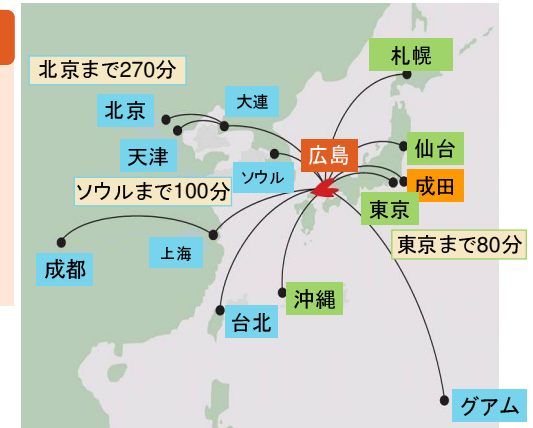 札幌
北京まで270分
北京
大連
天津
広島
仙台
ソウル
成田
ソウルまで100分
東京
東京まで80分
上海
成都
沖縄
台北
グアム